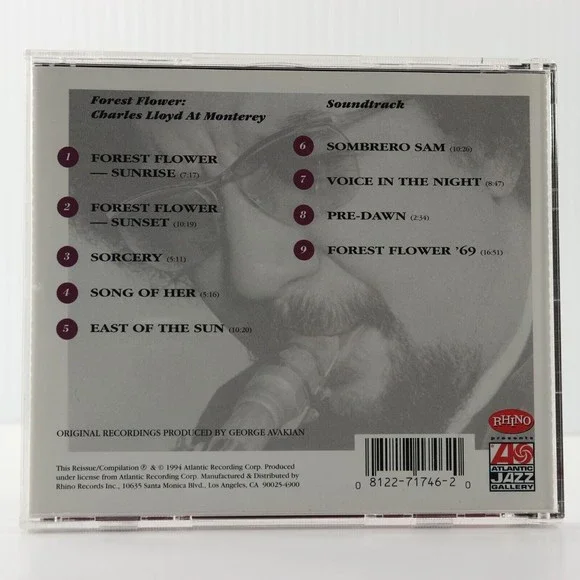 Forest Flower:
Charles Lloyd At Monterey
1 FOREST FLOWER
— SUNRISE (7:17)
2 FOREST FLOWER
— SUNSET (10:19)
3 SORCERY (5:11)
4 SONG OF HER (5:16)
5 EAST OF THE SUN (10:20)
Soundtrack
6 SOMBRERO SAM (10:26)
7 VOICE IN THE NIGHT (8:47)
8 PRE-DAWN (2:34)
9 FOREST FLOWER '69 (16:51)
ORIGINAL RECORDINGS PRODUCED BY GEORGE AVAKIAN
This Reissue/Compilation ℗ & © 1994 Atlantic Recording Corp. Produced
under license from Atlantic Recording Corp. Manufactured & Distributed by
Rhino Records Inc., 10635 Santa Monica Blvd., Los Angeles, CA 90025-4900
0 8122-71746-2 0
RHINO
presents
ATLANTIC
JAZZ
GALLERY